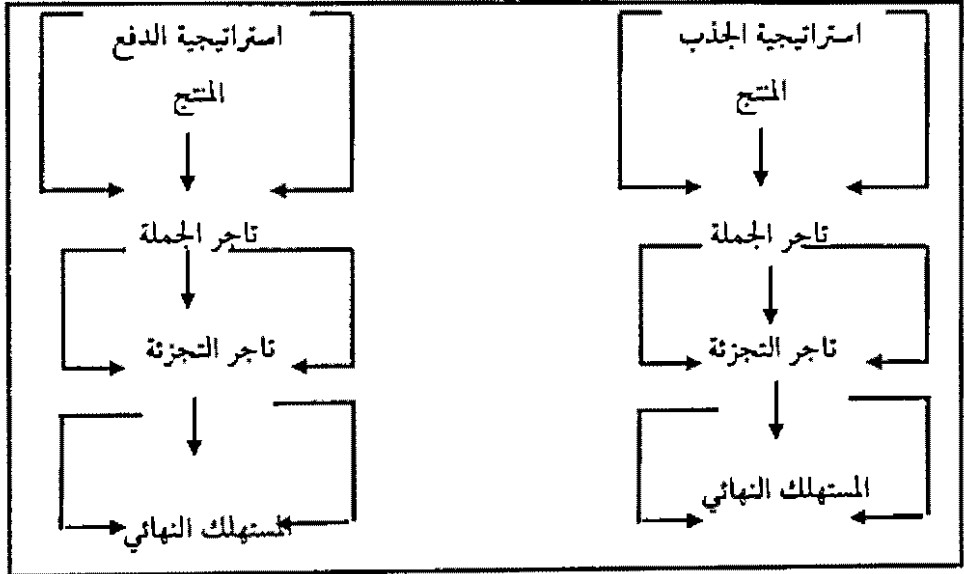 استراتيجية الجذب
المنتج
تاجر الجملة
تاجر التجزئة
المستهلك النهائي
استراتيجية الدفع
المنتج
تاجر الجملة
تاجر التجزئة
المستهلك النهائي